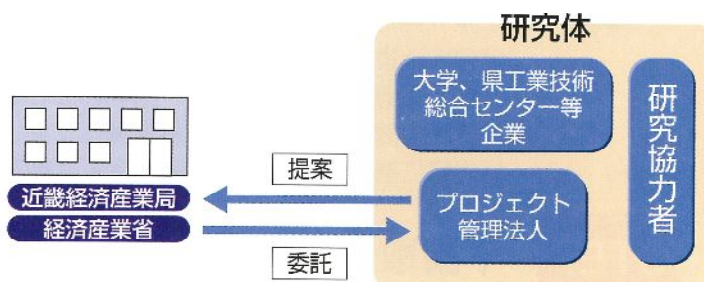 研究体
大学、県工業技術
総合センター等
企業
研究協力者
提案
近畿経済産業局
経済産業省
プロジェクト
管理法人
委託